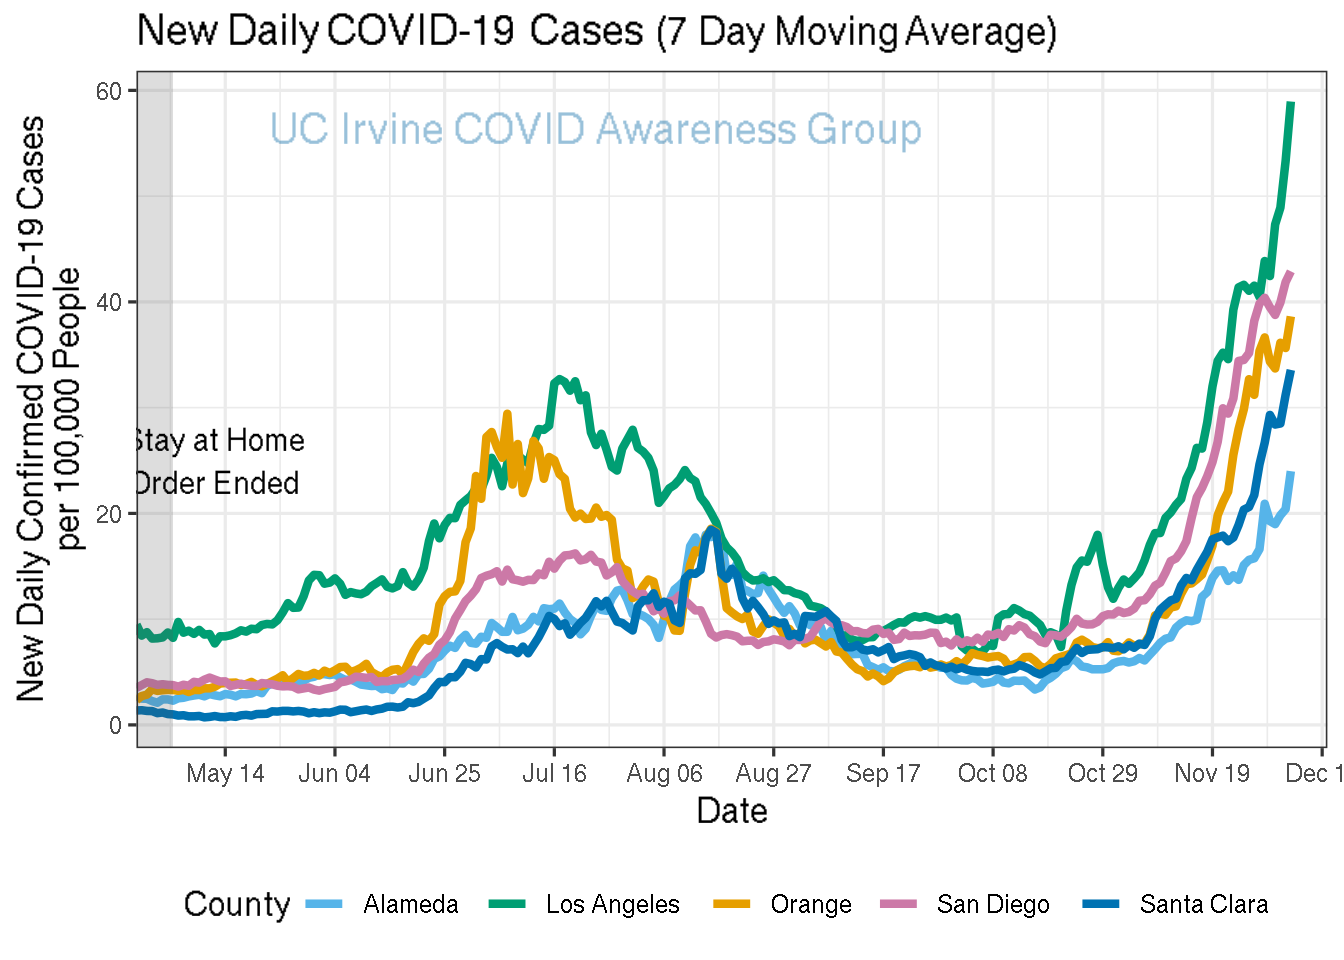 New Daily COVID-19 Cases (7 Day Moving Average)
New Daily Confirmed COVID-19 Cases
per 100,000 People
60
40
20
0
UC Irvine COVID Awareness Group
Stay at Home
Order Ended
May 14 Jun 04 Jun 25 Jul 16 Aug 06 Aug 27 Sep 17 Oct 08 Oct 29 Nov 19 Dec 1
Date
County Alameda Los Angeles Orange San Diego Santa Clara